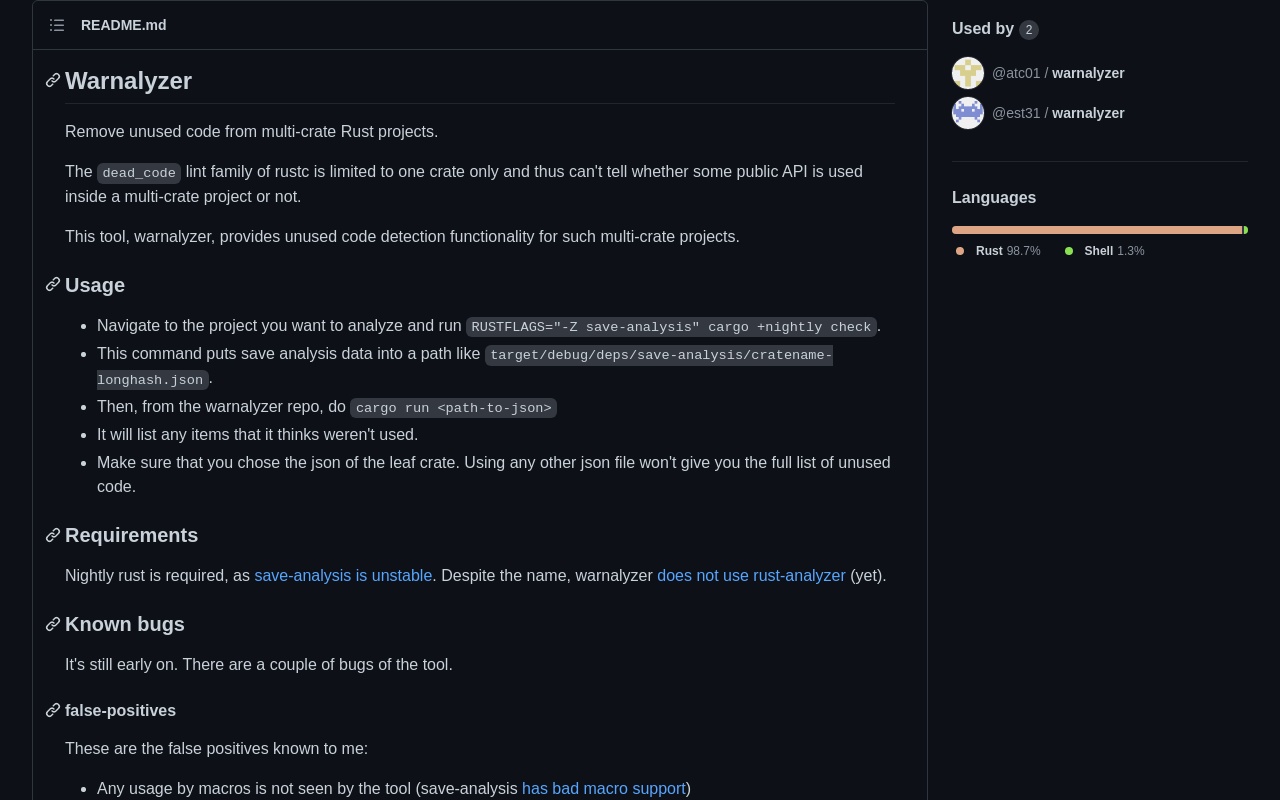 README.md
Warnalyzer
Remove unused code from multi-crate Rust projects.
The dead_code lint family of rustc is limited to one crate only and thus can't tell whether some public API is used
inside a multi-crate project or not.
This tool, warnalyzer, provides unused code detection functionality for such multi-crate projects.
Usage
Navigate to the project you want to analyze and run RUSTFLAGS="-Z save-analysis" cargo +nightly check.
This command puts save analysis data into a path like target/debug/deps/save-analysis/cratename-
longhash.json.
Then, from the warnalyzer repo, do cargo run <path-to-json>
It will list any items that it thinks weren't used.
Make sure that you chose the json of the leaf crate. Using any other json file won't give you the full list of unused
code.
Requirements
Nightly rust is required, as save-analysis is unstable. Despite the name, warnalyzer does not use rust-analyzer (yet).
Known bugs
It's still early on. There are a couple of bugs of the tool.
false-positives
These are the false positives known to me:
Any usage by macros is not seen by the tool (save-analysis has bad macro support)
Used by 2
@atc01 / warnalyzer
@est31 / warnalyzer
Languages
Rust 98.7% Shell 1.3%